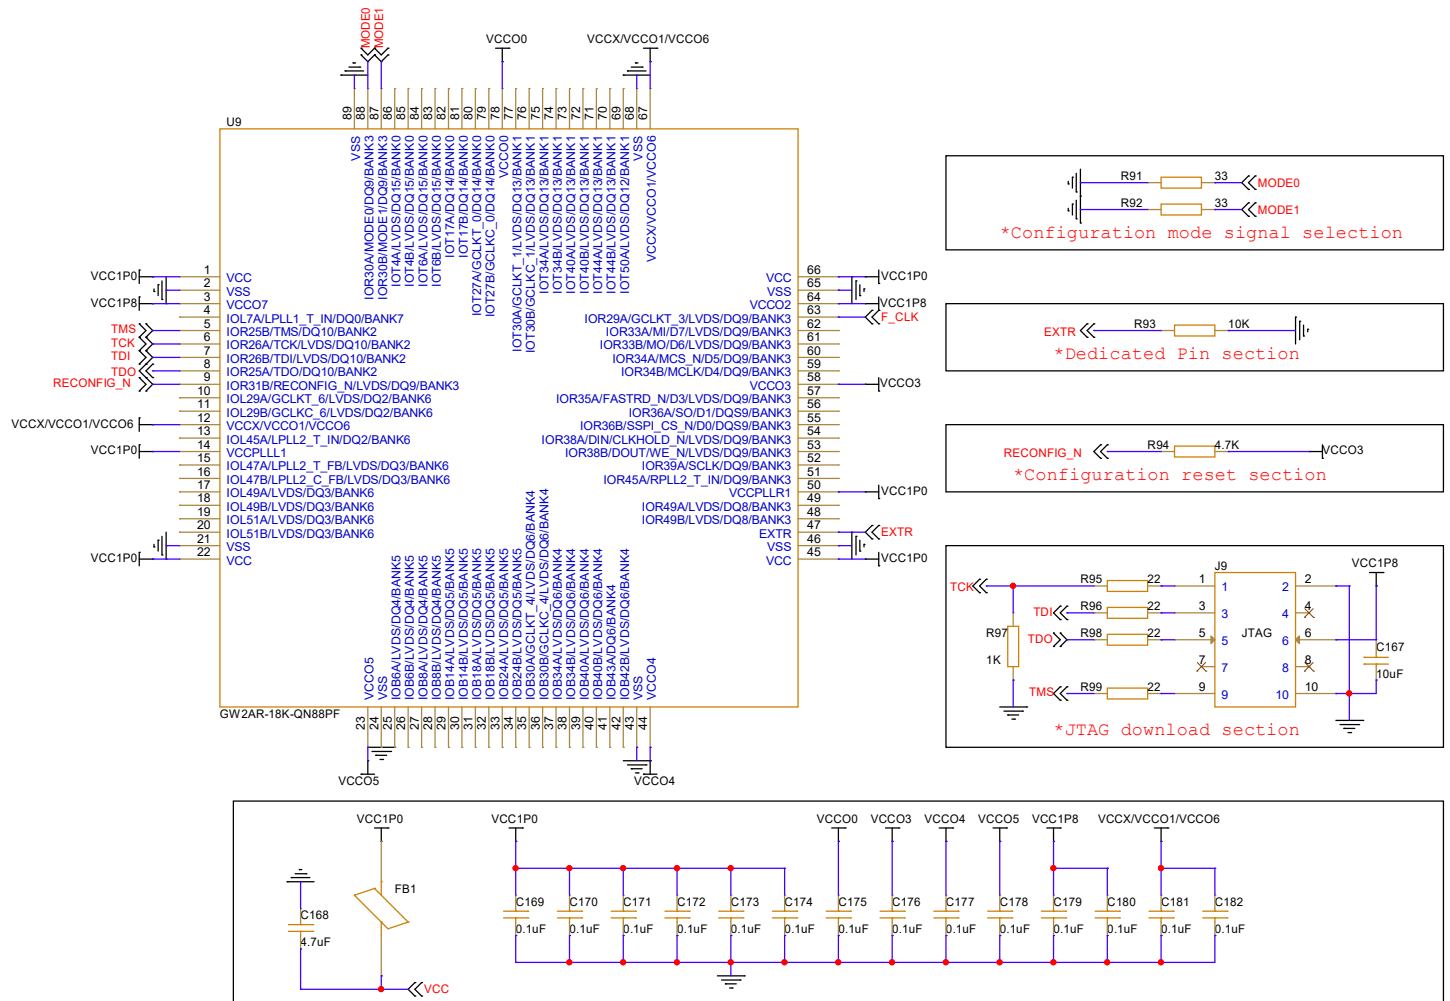 MODE0
MODE1
VCCO0
VCCX/VCCO1/VCCO6
89
88
87
86
85
84
83
82
81
80
79
78
77
76
75
74
73
72
71
70
69
68
67
U9
VSS
IOR30A/MODE0/DQ9/BANK3
IOR30B/MODE1/DQ9/BANK3
IOT4A/LVDS/DQ15/BANK0
IOT4B/LVDS/DQ15/BANK0
IOT6A/LVDS/DQ15/BANK0
IOT6B/LVDS/DQ15/BANK0
IOT17A/DQ14/BANK0
IOT17B/DQ14/BANK0
IOT27A/GCLKT_0/DQ14/BANK0
IOT27B/GCLKC_0/DQ14/BANK0
VCCO0
IOT30A/GCLKT_1/LVDS/DQ13/BANK1
IOT30B/GCLKC_1/LVDS/DQ13/BANK1
IOT34A/LVDS/DQ13/BANK1
IOT34B/LVDS/DQ13/BANK1
IOT40A/LVDS/DQ13/BANK1
IOT40B/LVDS/DQ13/BANK1
IOT44A/LVDS/DQ13/BANK1
IOT44B/LVDS/DQ13/BANK1
IOT50A/LVDS/DQ12/BANK1
VSS
VCCX/VCCO1/VCCO6
VCC1P0 1 VCC
2 VSS
VCC1P8 3 VCCO7
4 IOL7A/LPLL1_T_IN/DQ0/BANK7
TMS 5 IOR25B/TMS/DQ10/BANK2
TCK 6 IOR26A/TCK/LVDS/DQ10/BANK2
TDI 7 IOR26B/TDI/LVDS/DQ10/BANK2
TDO 8 IOR25A/TDO/DQ10/BANK2
RECONFIG_N 9 IOR31B/RECONFIG_N/LVDS/DQ9/BANK3
10 IOL29A/GCLKT_6/LVDS/DQ2/BANK6
11 IOL29B/GCLKC_6/LVDS/DQ2/BANK6
VCCX/VCCO1/VCCO6 12 VCCX/VCCO1/VCCO6
13 IOL45A/LPLL2_T_IN/DQ2/BANK6
VCC1P0 14 VCCPLLL1
15 IOL47A/LPLL2_T_FB/LVDS/DQ3/BANK6
16 IOL47B/LPLL2_C_FB/LVDS/DQ3/BANK6
17 IOL49A/LVDS/DQ3/BANK6
18 IOL49B/LVDS/DQ3/BANK6
19 IOL51A/LVDS/DQ3/BANK6
20 IOL51B/LVDS/DQ3/BANK6
21 VSS
VCC1P0 22 VCC
VCC 66 VCC1P0
VSS 65
VCCO2 64 VCC1P8
IOR29A/GCLKT_3/LVDS/DQ9/BANK3 63 F_CLK
IOR33A/MI/D7/LVDS/DQ9/BANK3 62
IOR33B/MO/D6/LVDS/DQ9/BANK3 61
IOR34A/MCS_N/D5/DQ9/BANK3 60
IOR34B/MCLK/D4/DQ9/BANK3 59
VCCO3 58 VCCO3
IOR35A/FASTRD_N/D3/LVDS/DQ9/BANK3 57
IOR36A/SO/D1/DQS9/BANK3 56
IOR36B/SSPI_CS_N/D0/DQS9/BANK3 55
IOR38A/DIN/CLKHOLD_N/LVDS/DQ9/BANK3 54
IOR38B/DOUT/WE_N/LVDS/DQ9/BANK3 53
IOR39A/SCLK/DQ9/BANK3 52
IOR45A/RPLL2_T_IN/DQ9/BANK3 51
VCCPLLR1 50 VCC1P0
IOR49A/LVDS/DQ8/BANK3 49
IOR49B/LVDS/DQ8/BANK3 48
EXTR 47 EXTR
VSS 46
VCC 45 VCC1P0
VCCO5
VSS
IOB6A/LVDS/DQ4/BANK5
IOB6B/LVDS/DQ4/BANK5
IOB8A/LVDS/DQ4/BANK5
IOB8B/LVDS/DQ4/BANK5
IOB14A/LVDS/DQ5/BANK5
IOB14B/LVDS/DQ5/BANK5
IOB18A/LVDS/DQ5/BANK5
IOB18B/LVDS/DQ5/BANK5
IOB24A/LVDS/DQ5/BANK5
IOB24B/LVDS/DQ5/BANK5
IOB30A/GCLKT_4/LVDS/DQ6/BANK4
IOB30B/GCLKC_4/LVDS/DQ6/BANK4
IOB34A/LVDS/DQ6/BANK4
IOB34B/LVDS/DQ6/BANK4
IOB40A/LVDS/DQ6/BANK4
IOB40B/LVDS/DQ6/BANK4
IOB43A/DQ6/BANK4
IOB42B/LVDS/DQ6/BANK4
VSS
VCCO4
GW2AR-18K-QN88PF
23
24
25
26
27
28
29
30
31
32
33
34
35
36
37
38
39
40
41
42
43
44
VCCO5
VCCO4
R91 33 MODE0
R92 33 MODE1
*Configuration mode signal selection
EXTR R93 10K
*Dedicated Pin section
RECONFIG_N R94 4.7K VCCO3
*Configuration reset section
J9
VCC1P8
TCK R95 22 1 1 2 2
TDI R96 22 3 3 4 4
R97 TDO R98 22 5 5 JTAG 6 6
C167
1K 7 7 8 8
10uF
TMS R99 22 9 9 10 10
*JTAG download section
VCC1P0
VCC1P0
VCCO0
VCCO3
VCCO4
VCCO5
VCC1P8
VCCX/VCCO1/VCCO6
FB1
C168
4.7uF
VCC
C169
0.1uF
C170
0.1uF
C171
0.1uF
C172
0.1uF
C173
0.1uF
C174
0.1uF
C175
0.1uF
C176
0.1uF
C177
0.1uF
C178
0.1uF
C179
0.1uF
C180
0.1uF
C181
0.1uF
C182
0.1uF